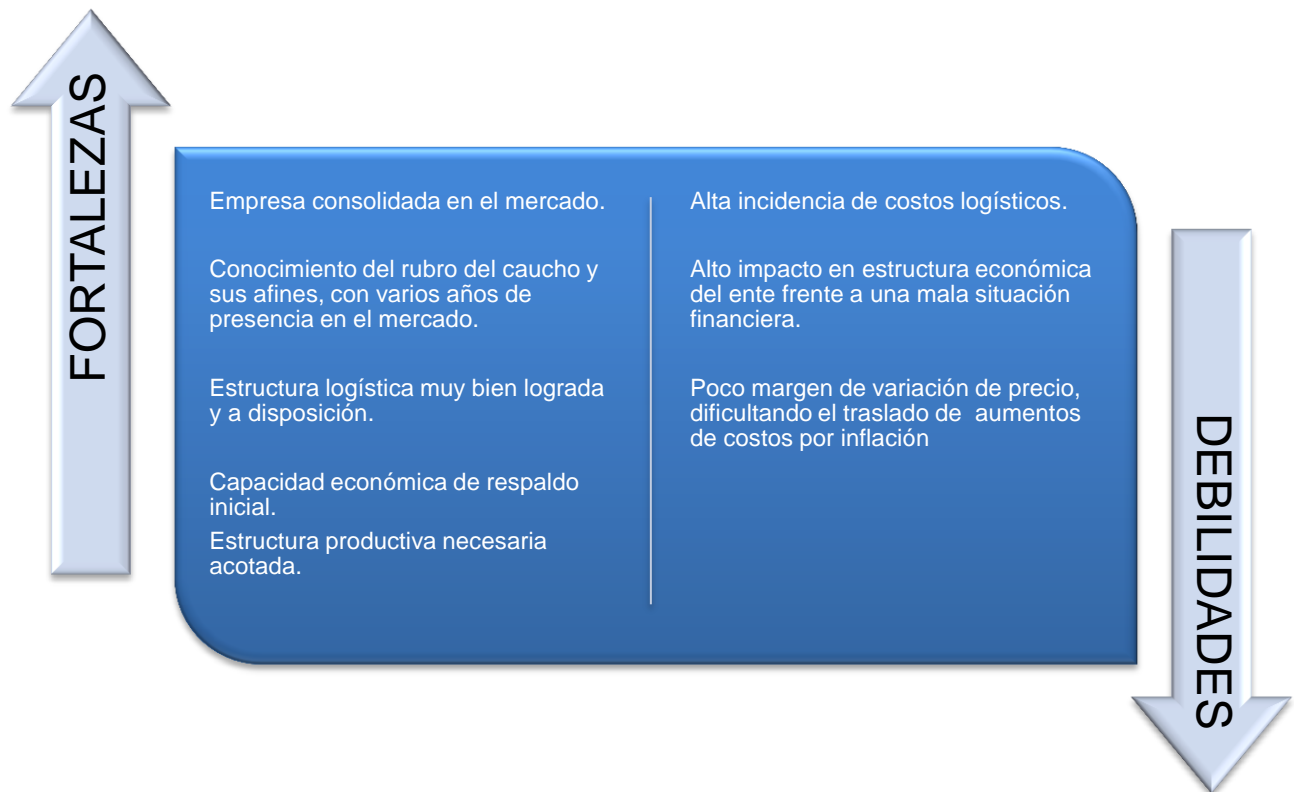 FORTALEZAS
Empresa consolidada en el mercado.
Conocimiento del rubro del caucho y
sus afines, con varios años de
presencia en el mercado.
Estructura logística muy bien lograda
y a disposición.
Capacidad económica de respaldo
inicial.
Estructura productiva necesaria
acotada.
Alta incidencia de costos logísticos.
Alto impacto en estructura económica
del ente frente a una mala situación
financiera.
Poco margen de variación de precio,
dificultando el traslado de  aumentos
de costos por inflación
DEBILIDADES